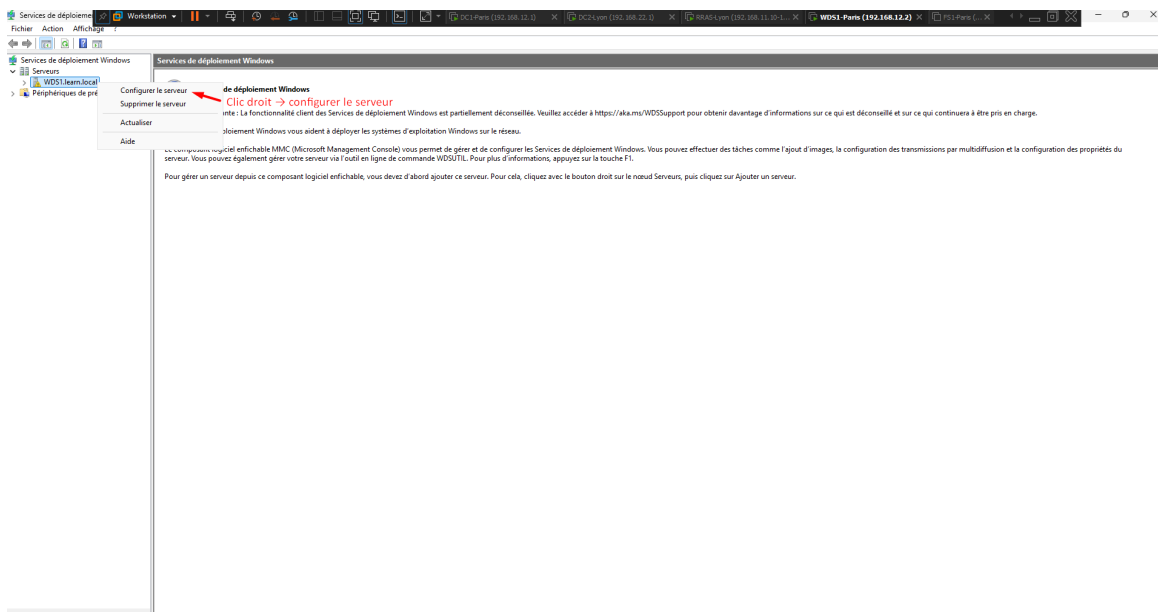 Services de déploieme
Workstation
DC1-Paris (192.168.12.1)
DC2-Lyon (192.168.22.1)
RRAS-Lyon (192.168.11.10-1...
WDS1-Paris (192.168.12.2)
FS1-Paris (...
Fichier Action Affichage ?
Services de déploiement Windows
Serveurs
WDS1.learn.local
Périphériques de pré
Services de déploiement Windows
Configurer le serveur
Supprimer le serveur
Actualiser
Aide
Clic droit → configurer le serveur
de déploiement Windows
nte : La fonctionnalité client des Services de déploiement Windows est partiellement déconseillée. Veuillez accéder à https://aka.ms/WDSSupport pour obtenir davantage d'informations sur ce qui est déconseillé et sur ce qui continuera à être pris en charge.
ploiement Windows vous aident à déployer les systèmes d'exploitation Windows sur le réseau.
Le composant logiciel enfichable MMC (Microsoft Management Console) vous permet de gérer et de configurer les Services de déploiement Windows. Vous pouvez effectuer des tâches comme l'ajout d'images, la configuration des transmissions par multidiffusion et la configuration des propriétés du
serveur. Vous pouvez également gérer votre serveur via l'outil en ligne de commande WDSUTIL. Pour plus d'informations, appuyez sur la touche F1.
Pour gérer un serveur depuis ce composant logiciel enfichable, vous devez d'abord ajouter ce serveur. Pour cela, cliquez avec le bouton droit sur le nœud Serveurs, puis cliquez sur Ajouter un serveur.